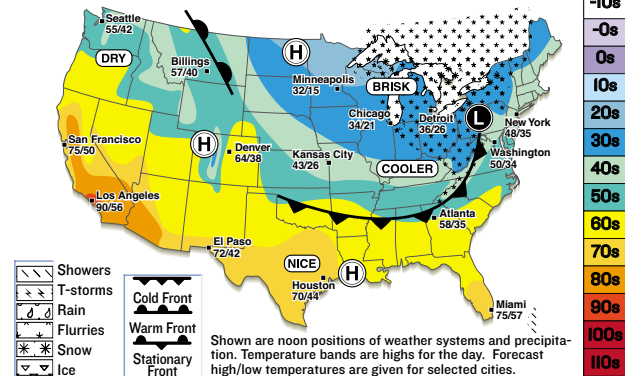 Seattle
55/42
DRY
Billings
57/40
H
Minneapolis
32/15
BRISK
Chicago
34/21
Detroit
36/26
L
New York
48/35
Washington
50/34
San Francisco
75/50
H
Denver
64/38
Kansas City
43/26
COOLER
Los Angeles
90/56
Atlanta
58/35
El Paso
72/42
NICE
H
Houston
70/44
Miami
75/57
Showers
T-storms
Rain
Flurries
Snow
Ice
Cold Front
Warm Front
Stationary
Front
Shown are noon positions of weather systems and precipita-
tion. Temperature bands are highs for the day. Forecast
high/low temperatures are given for selected cities.
-10s
-0s
0s
10s
20s
30s
40s
50s
60s
70s
80s
90s
100s
110s